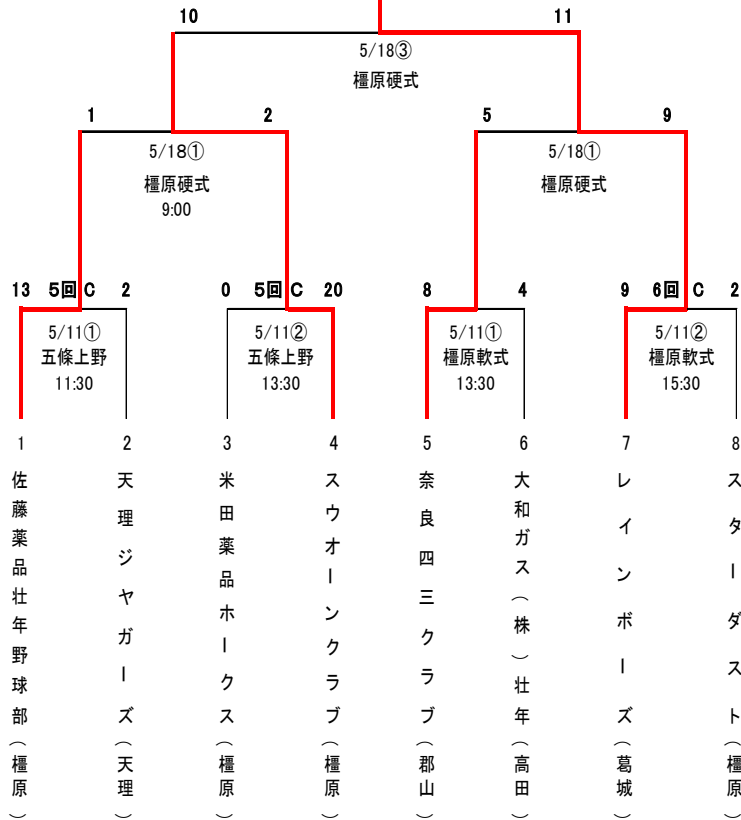 10 11
5/18③
橿原硬式
1 2 5 9
5/18① 5/18①
橿原硬式 橿原硬式
9:00
13 5回 C 2 0 5回 C 20 8 4 9 6回 C 2
5/11① 5/11② 5/11① 5/11②
五條上野 五條上野 橿原軟式 橿原軟式
11:30 13:30 13:30 15:30
1 2 3 4 5 6 7 8
佐藤薬品壮年野球部(橿原)
天理ジヤガーズ(天理)
米田薬品ホークス(橿原)
スウオーンクラブ(橿原)
奈良四三クラブ(郡山)
大和ガス(株)壮年(高田)
レインボーズ(葛城)
スターダスト(橿原)